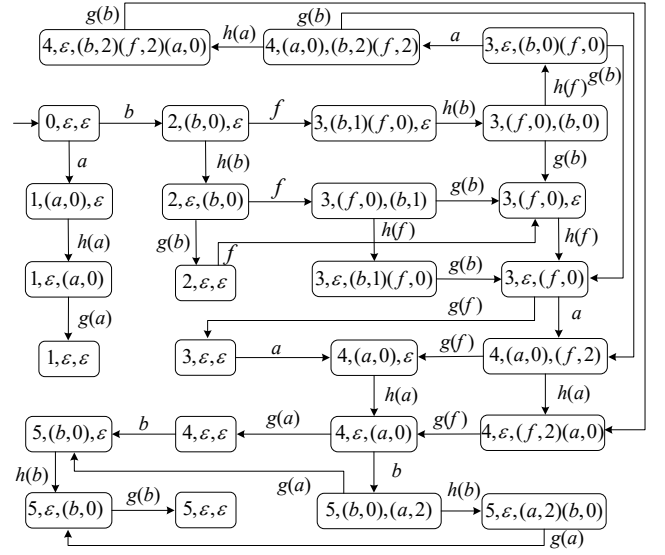 g(b)
g(b)
4,ε,(b,2)(f,2)(a,0)
h(a)
4,(a,0),(b,2)(f,2)
a
3,ε,(b,0)(f,0)
g(b)
h(f)
0,ε,ε
b
2,(b,0),ε
f
3,(b,1)(f,0),ε
h(b)
3,(f,0),(b,0)
a
h(b)
g(b)
1,(a,0),ε
2,ε,(b,0)
f
3,(f,0),(b,1)
g(b)
3,(f,0),ε
h(a)
g(b)
f
h(f)
h(f)
1,ε,(a,0)
2,ε,ε
3,ε,(b,1)(f,0)
g(b)
3,ε,(f,0)
g(a)
g(f)
a
1,ε,ε
3,ε,ε
a
4,(a,0),ε
g(f)
4,(a,0),(f,2)
h(a)
h(a)
5,(b,0),ε
b
4,ε,ε
g(a)
4,ε,(a,0)
g(f)
4,ε,(f,2)(a,0)
h(b)
g(a)
b
5,ε,(b,0)
g(b)
5,ε,ε
5,(b,0),(a,2)
h(b)
5,ε,(a,2)(b,0)
g(a)